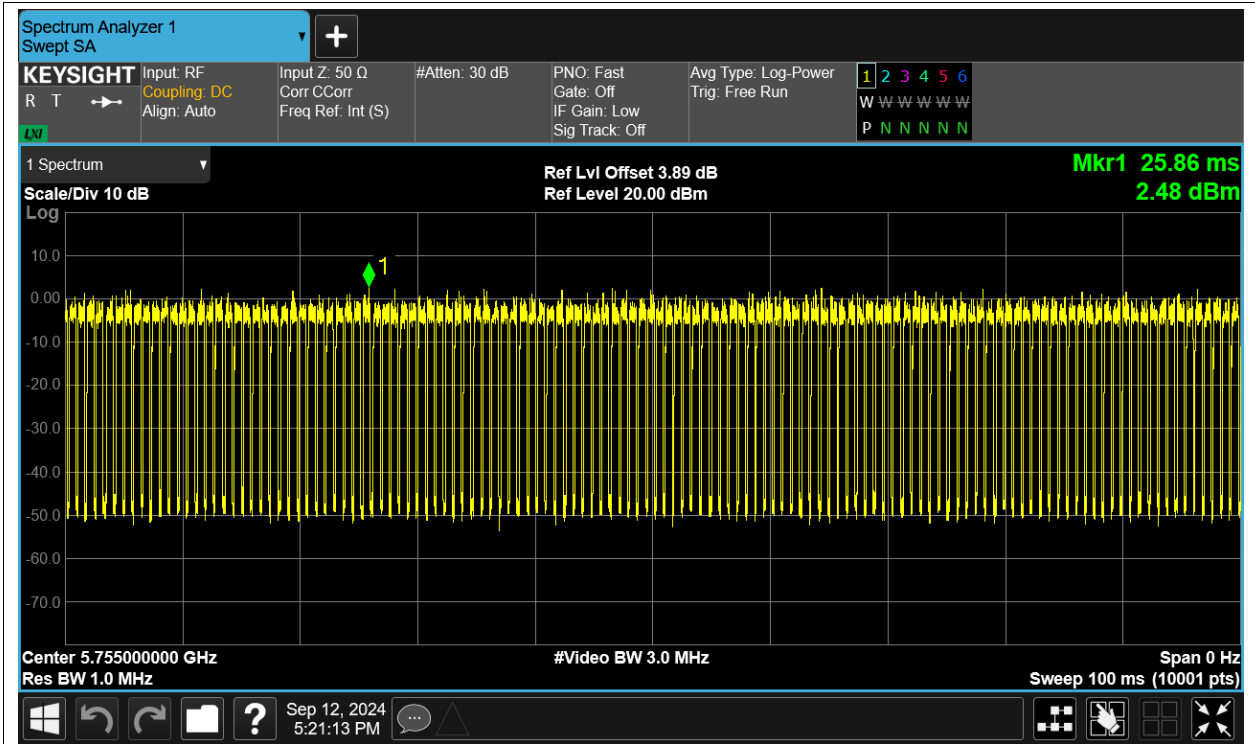 Spectrum Analyzer 1
Swept SA
KEYSIGHT
R T
LXI
Input: RF
Coupling: DC
Align: Auto
Input Z: 50 Ω
Corr CCorr
Freq Ref: Int (S)
#Atten: 30 dB
PNO: Fast
Gate: Off
IF Gain: Low
Sig Track: Off
Avg Type: Log-Power
Trig: Free Run
1 2 3 4 5 6
W W W W W W
P N N N N N
1 Spectrum
Scale/Div 10 dB
Ref Lvl Offset 3.89 dB
Ref Level 20.00 dBm
Mkr1 25.86 ms
2.48 dBm
Log
10.0
1
0.00
-10.0
-20.0
-30.0
-40.0
-50.0
-60.0
-70.0
Center 5.755000000 GHz
#Video BW 3.0 MHz
Span 0 Hz
Res BW 1.0 MHz
Sweep 100 ms (10001 pts)
?
Sep 12, 2024
5:21:13 PM